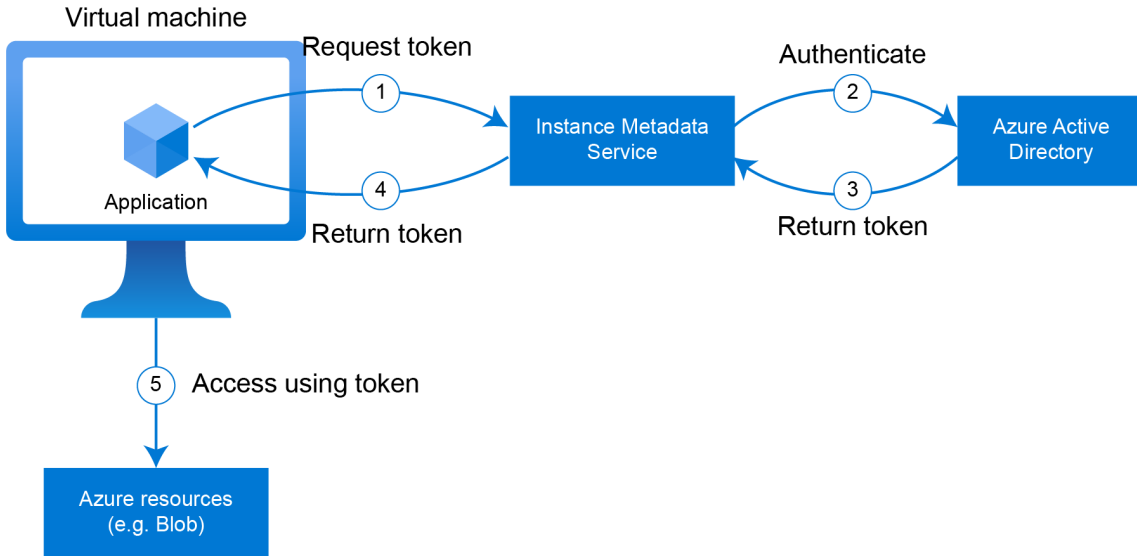 Virtual machine
Request token
1
Authenticate
2
Instance Metadata
Service
Azure Active
Directory
Application
4
Return token
3
Return token
5
Access using token
Azure resources
(e.g. Blob)